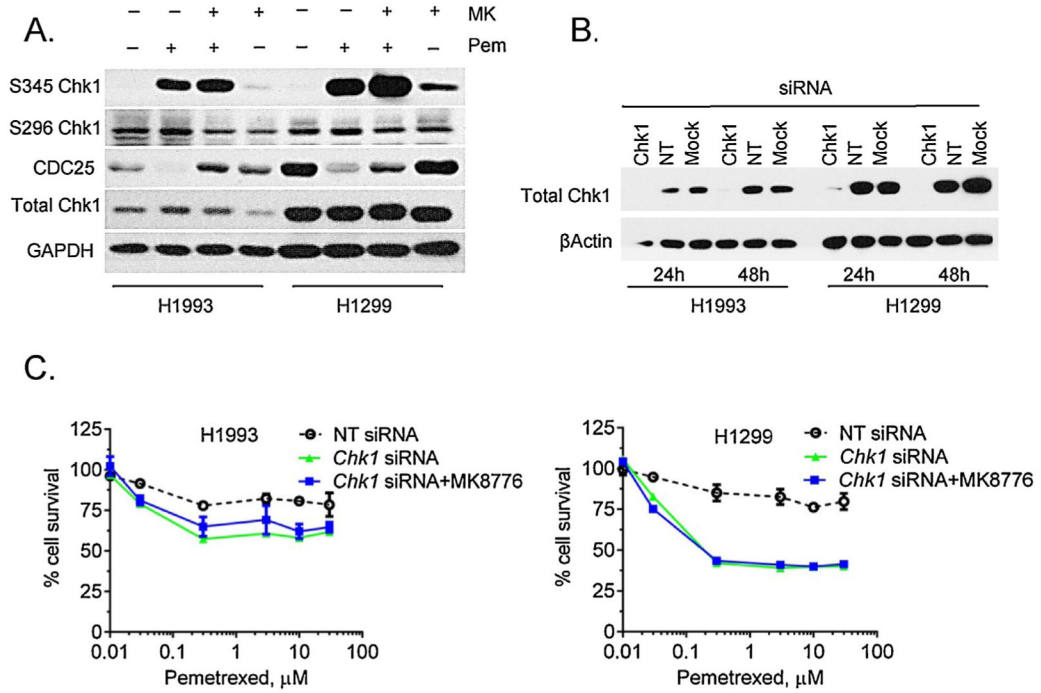 A.
– – + + – – + + MK
– + + – – + + – Pem
S345 Chk1
S296 Chk1
CDC25
Total Chk1
GAPDH
H1993 H1299
B.
siRNA
Chk1 NT Mock Chk1 NT Mock Chk1 NT Mock Chk1 NT Mock
Total Chk1
βActin
24h 48h 24h 48h
H1993 H1299
C.
H1993
NT siRNA
Chk1 siRNA
Chk1 siRNA+MK8776
% cell survival
125
100
75
50
25
0
0.01 0.1 1 10 100
Pemetrexed, μM
H1299
NT siRNA
Chk1 siRNA
Chk1 siRNA+MK8776
% cell survival
125
100
75
50
25
0
0.01 0.1 1 10 100
Pemetrexed, μM